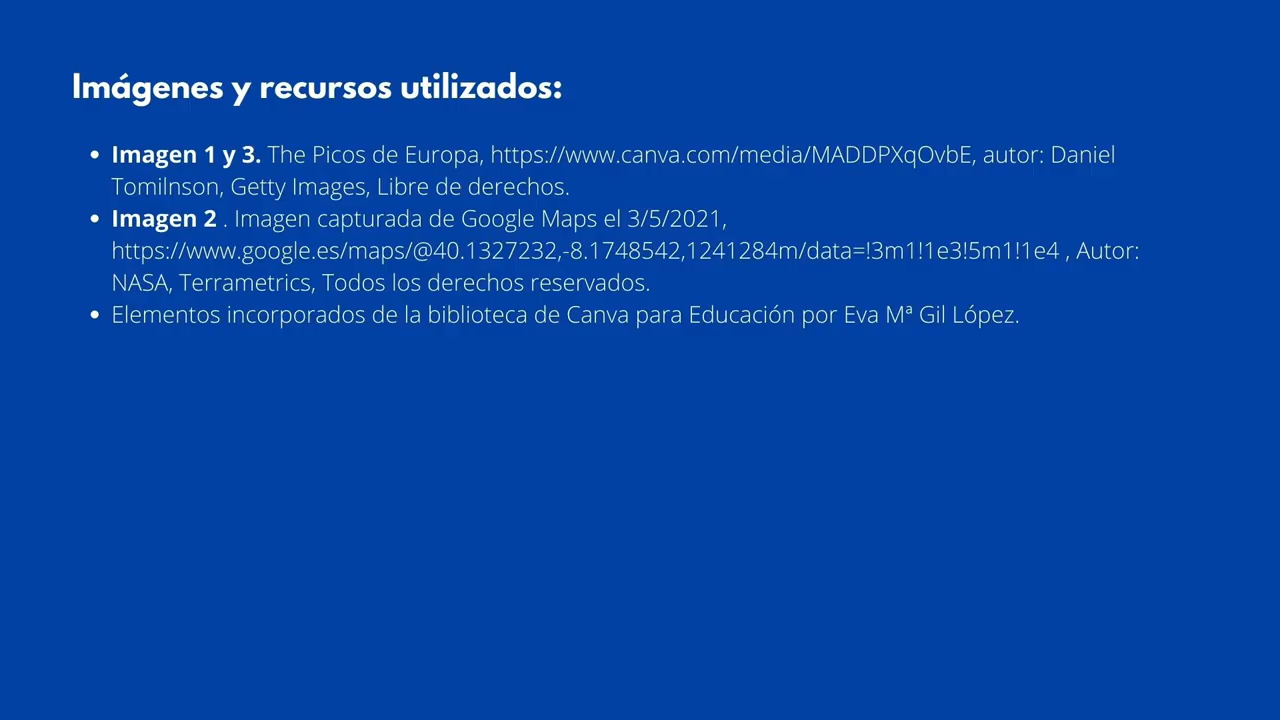 Imágenes y recursos utilizados:
• Imagen 1 y 3. The Picos de Europa, https://www.canva.com/media/MADDPXqOvbE, autor: Daniel
Tomilnson, Getty Images, Libre de derechos.
• Imagen 2 . Imagen capturada de Google Maps el 3/5/2021,
https://www.google.es/maps/@40.1327232,-8.1748542,1241284m/data=!3m1!1e3!5m1!1e4 , Autor:
NASA, Terrametrics, Todos los derechos reservados.
• Elementos incorporados de la biblioteca de Canva para Educación por Eva Mª Gil López.